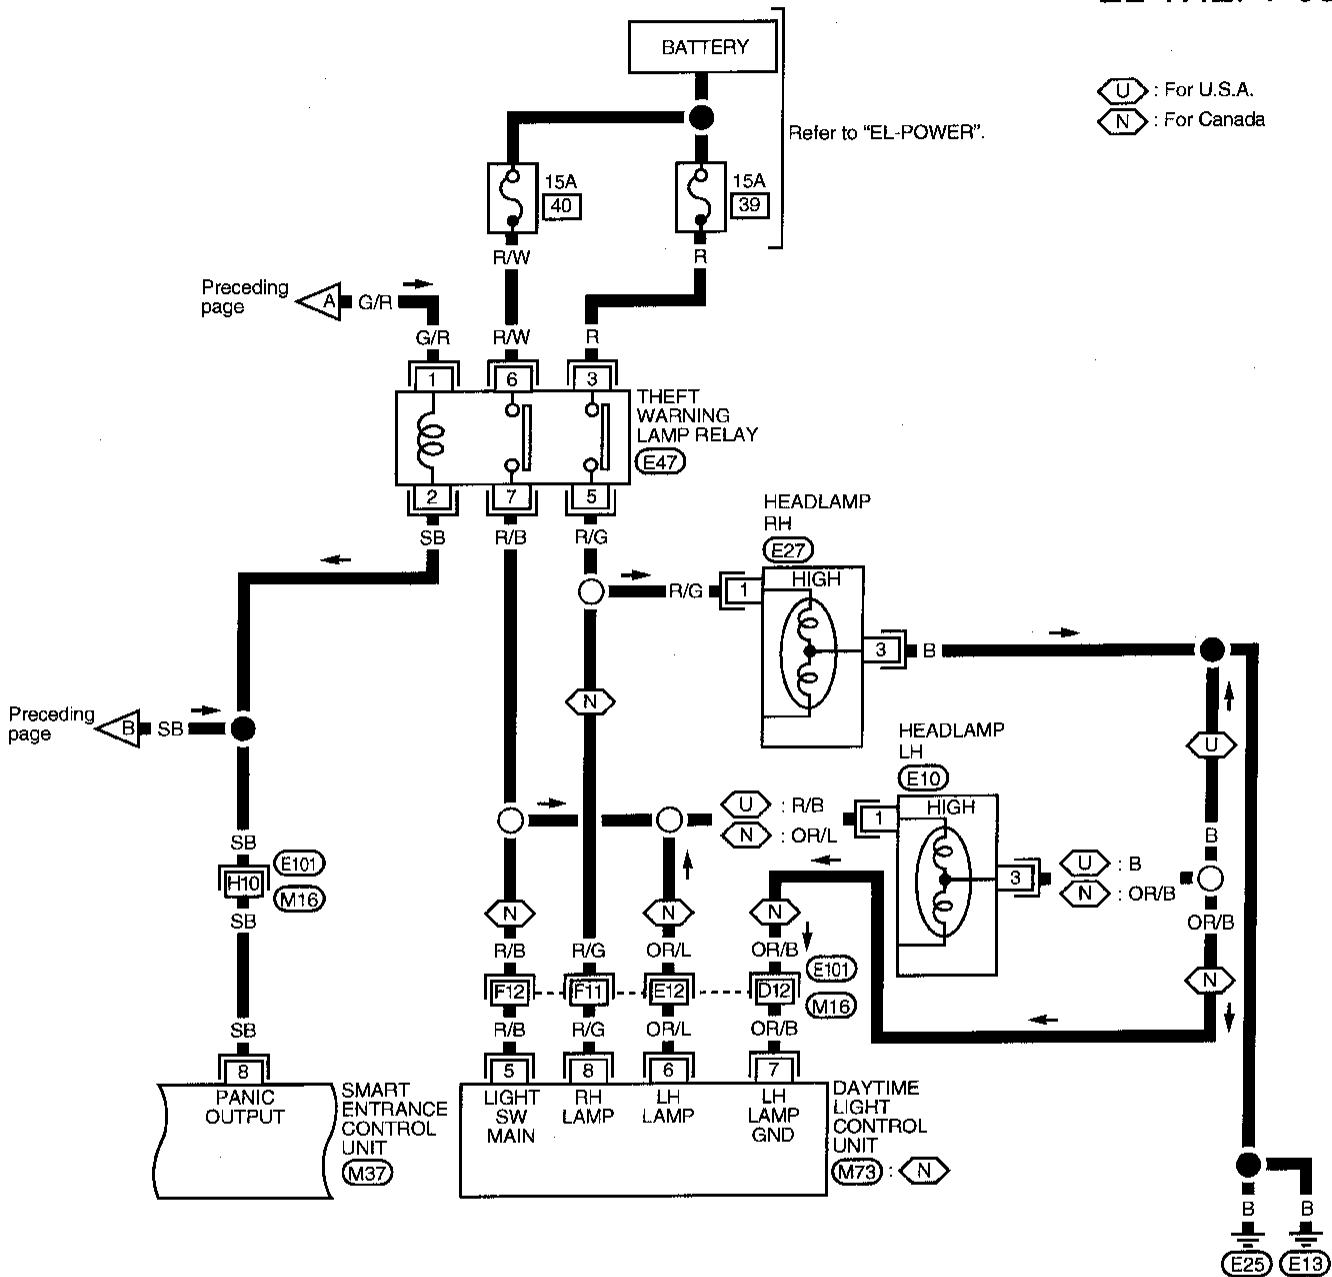 BATTERY
U : For U.S.A.
N : For Canada
Refer to "EL-POWER".
15A
40
15A
39
R/W
R
Preceding
page
A
G/R
G/R
R/W
R
1
6
3
THEFT
WARNING
LAMP RELAY
E47
2
7
5
SB
R/B
R/G
HEADLAMP
RH
E27
HIGH
R/G
1
3
B
N
Preceding
page
B
SB
U
HEADLAMP
LH
E10
HIGH
U : R/B
N : OR/L
1
3
U : B
N : OR/B
B
OR/B
SB
H10
E101
M16
SB
N
N
N
N
R/B
R/G
OR/L
OR/B
F12
F11
E12
D12
E101
M16
R/B
R/G
OR/L
OR/B
SB
8
PANIC
OUTPUT
SMART
ENTRANCE
CONTROL
UNIT
M37
5
8
6
7
LIGHT
SW
MAIN
RH
LAMP
LH
LAMP
LH
LAMP
GND
DAYTIME
LIGHT
CONTROL
UNIT
M73 : N
B
B
E25
E13